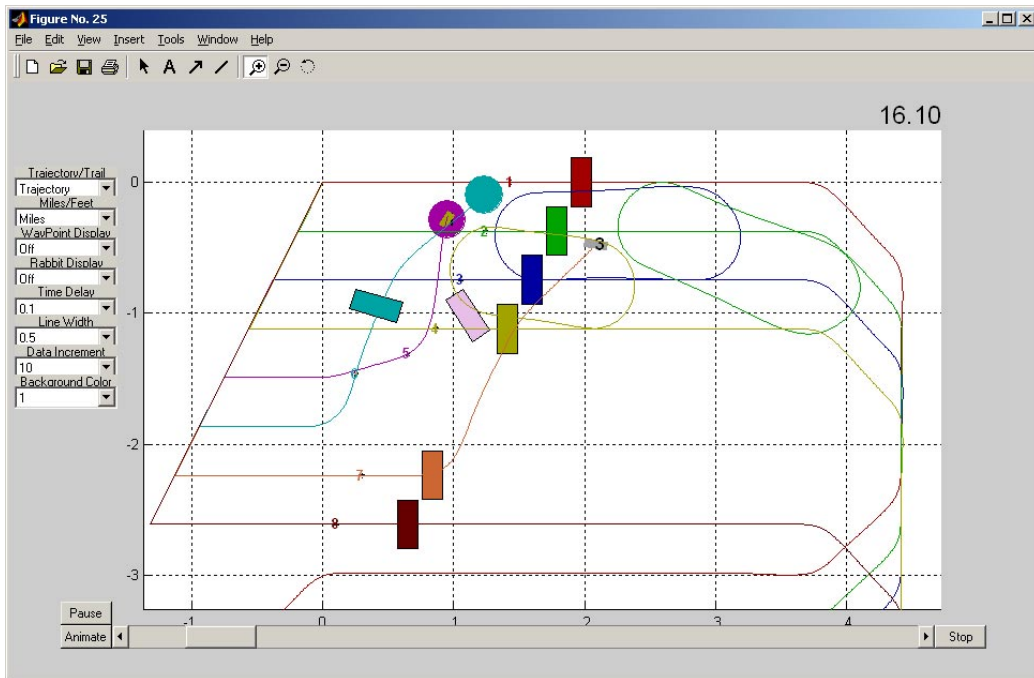 Figure No. 25
File Edit View Insert Tools Window Help
16.10
Trajectory/Trail
Trajectory
Miles/Feet
Miles
WayPoint Display
Off
Rabbit Display
Off
Time Delay
0.1
Line Width
0.5
Data Increment
10
Background Color
1
0
-1
-2
-3
1
2
3
3
4
5
6
7
8
-1 0 1 2 3 4
Pause
Animate
Stop